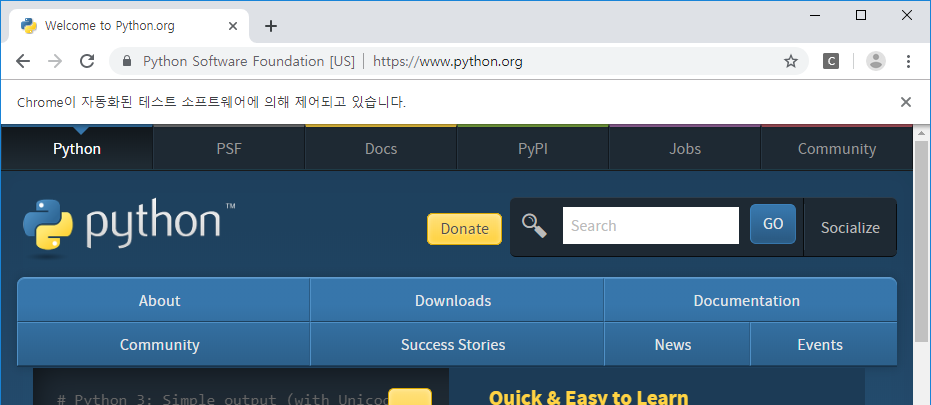 Welcome to Python.org
Python Software Foundation [US] | https://www.python.org
C
Chrome이 자동화된 테스트 소프트웨어에 의해 제어되고 있습니다.
Python PSF Docs PyPI Jobs Community
python™
Donate Search GO Socialize
About Downloads Documentation
Community Success Stories News Events
# Python 3: Simple output (with Unicode
Quick & Easy to Learn